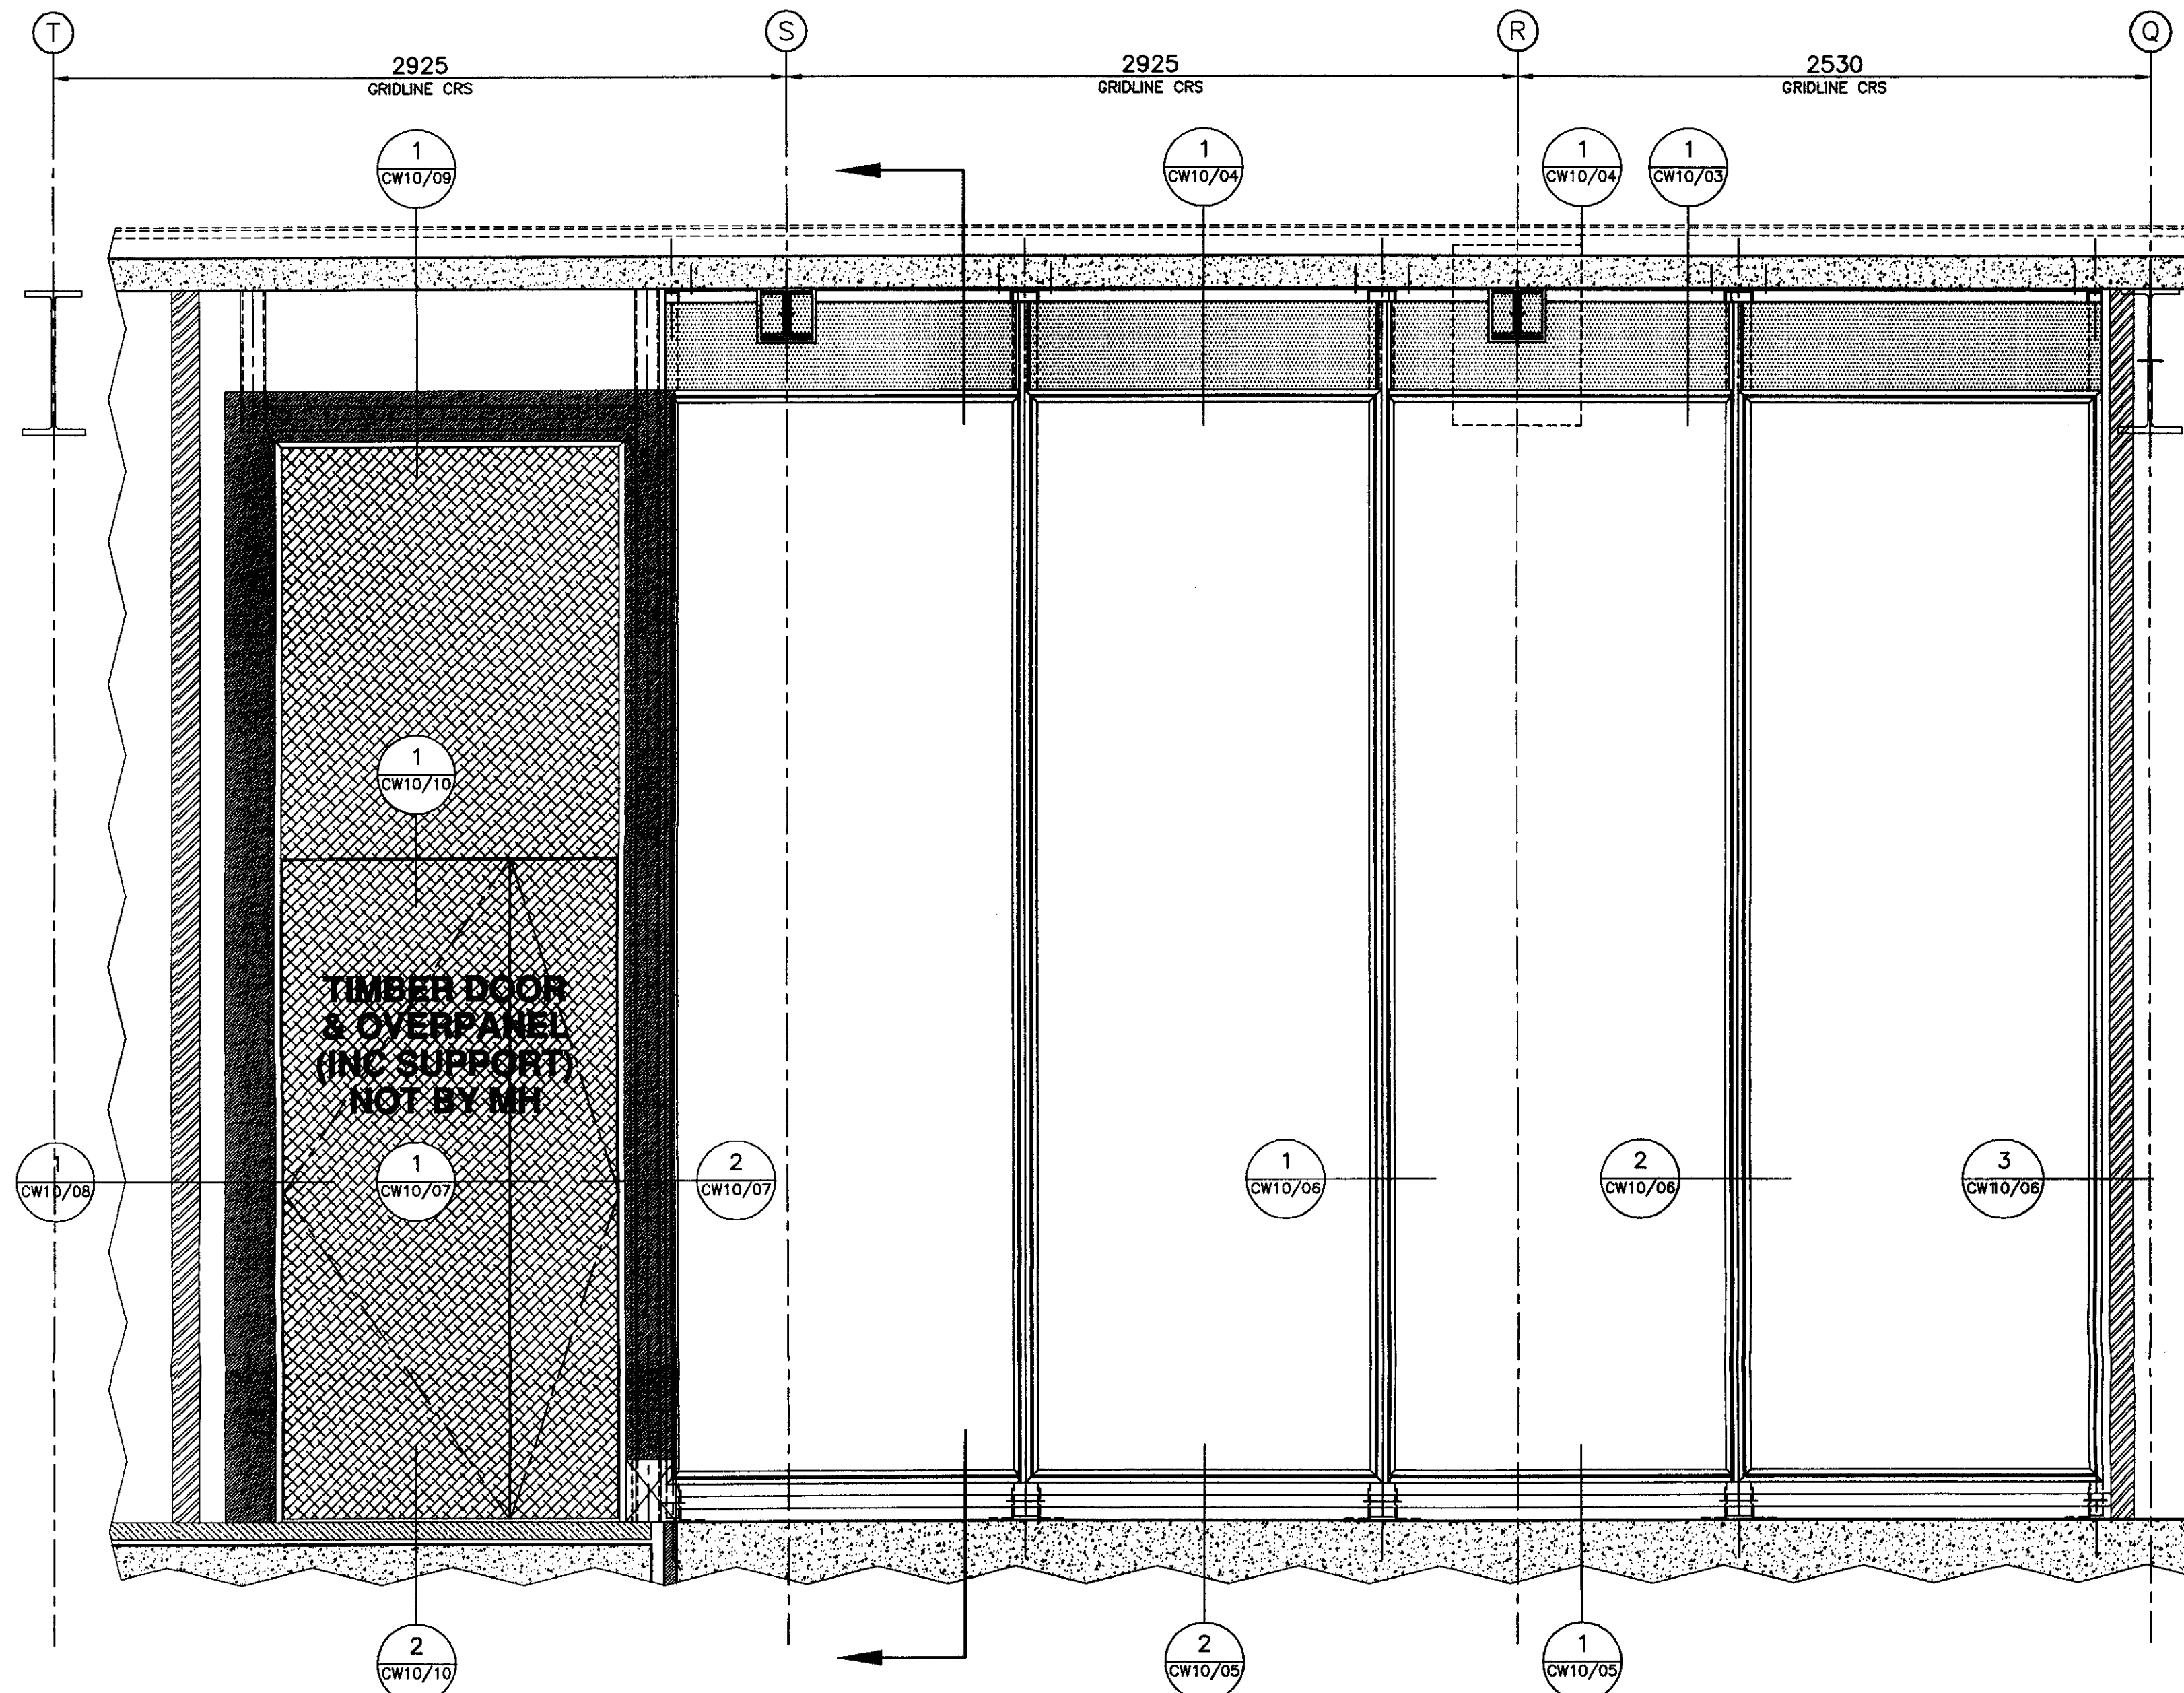 T
S
R
Q
2925
GRIDLINE CRS
2925
GRIDLINE CRS
2530
GRIDLINE CRS
1
CW10/09
1
CW10/04
1
CW10/04
1
CW10/03
1
CW10/10
TIMBER DOOR
& OVERPANEL
(INC SUPPORT)
NOT BY MH
1
CW10/08
1
CW10/07
2
CW10/07
1
CW10/06
2
CW10/06
3
CW10/06
2
CW10/10
2
CW10/05
1
CW10/05